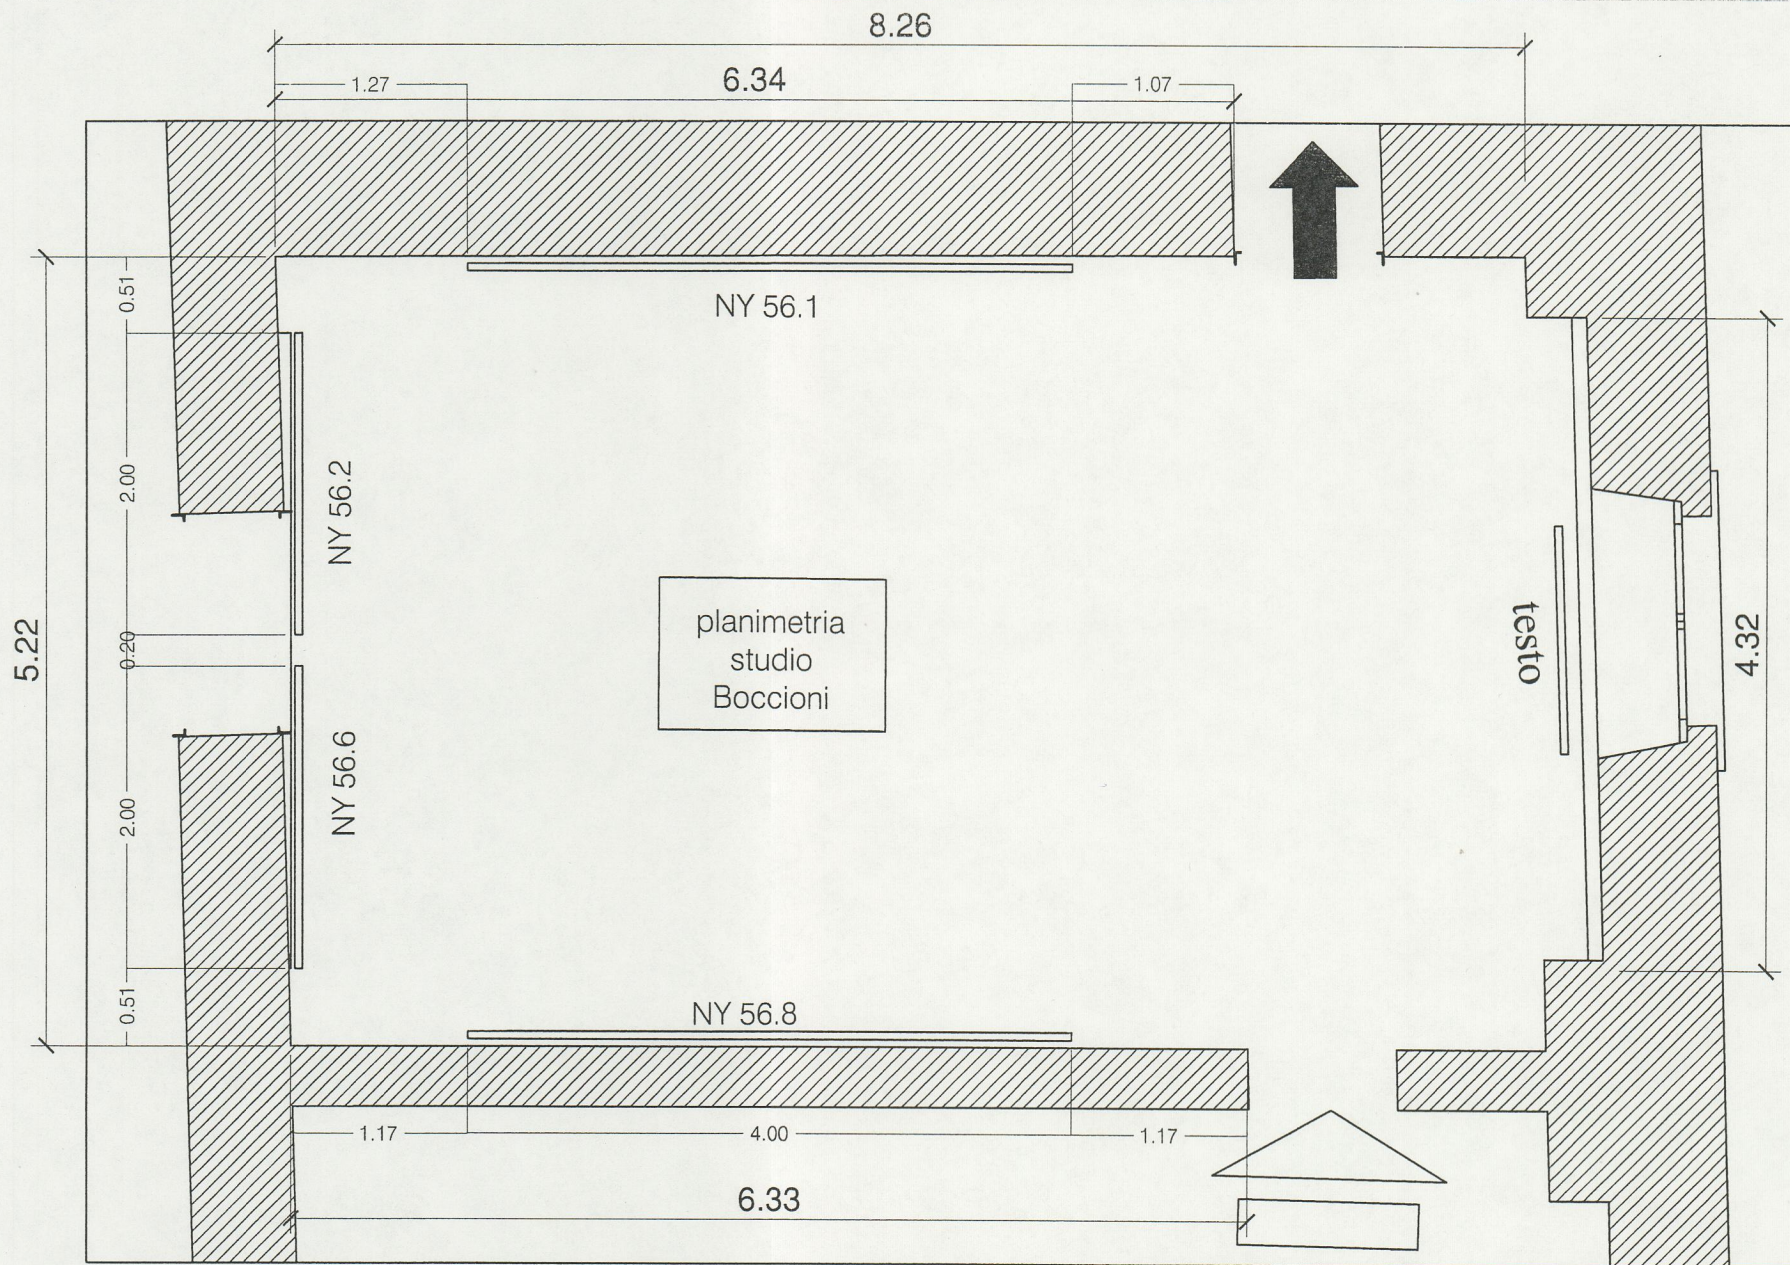 8.26
6.34
1.27
1.07
NY 56.1
0.51
2.00
NY 56.2
0.20
5.22
planimetria
studio
Boccioni
testo
4.32
2.00
NY 56.6
0.51
NY 56.8
1.17
4.00
1.17
6.33